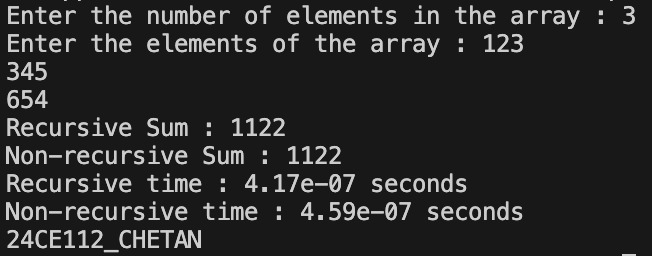 Enter the number of elements in the array : 3
Enter the elements of the array : 123
345
654
Recursive Sum : 1122
Non-recursive Sum : 1122
Recursive time : 4.17e-07 seconds
Non-recursive time : 4.59e-07 seconds
24CE112_CHETAN